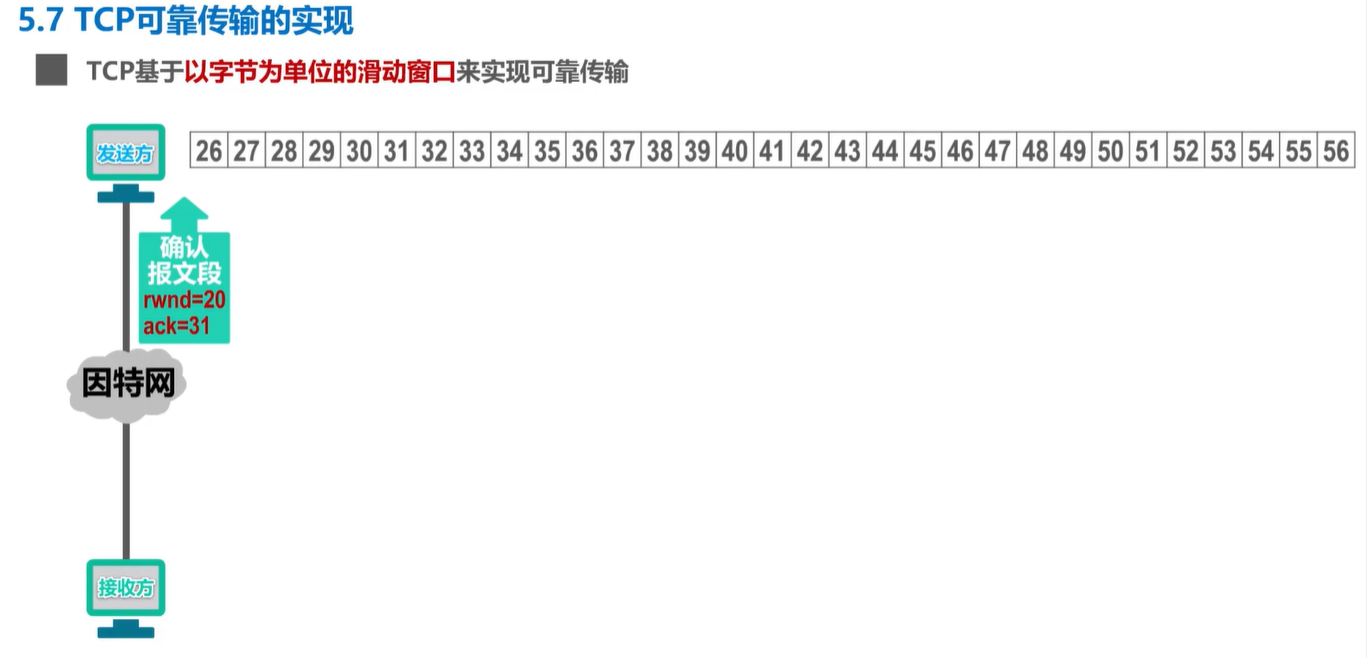 5.7 TCP可靠传输的实现
TCP基于以字节为单位的滑动窗口来实现可靠传输
发送方
26 27 28 29 30 31 32 33 34 35 36 37 38 39 40 41 42 43 44 45 46 47 48 49 50 51 52 53 54 55 56
确认
报文段
rwnd=20
ack=31
因特网
接收方